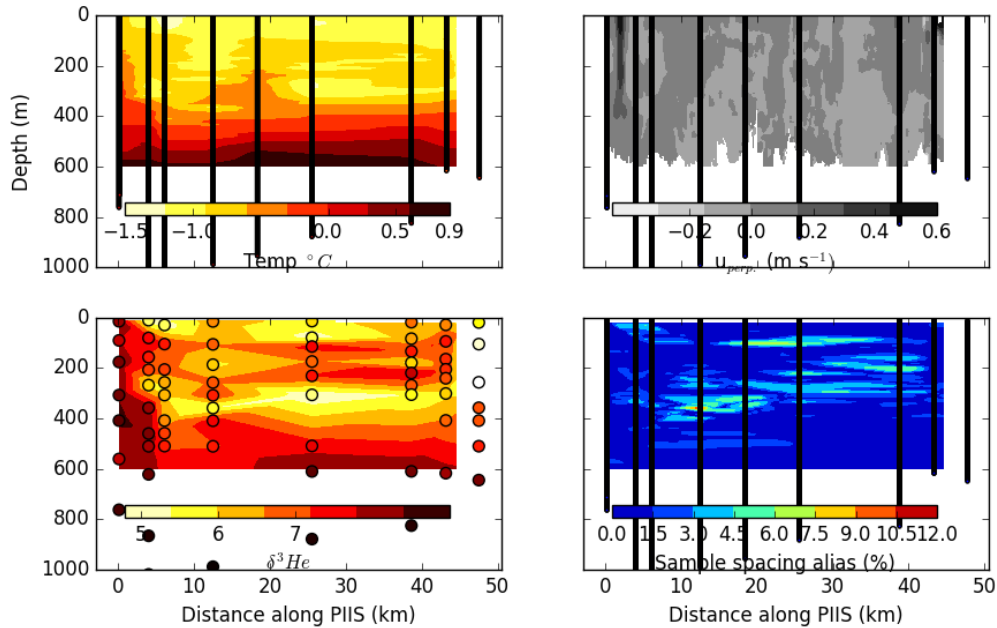 0
200
400
600
800
1000
Depth (m)
−1.5 −1.0 0.0 0.6 0.9
Temp °C
−0.2 0.0 0.2 0.4 0.6
u_perp. (m s⁻¹)
0
200
400
600
800
1000
5 6 7
δ³He
0 10 20 30 40 50
Distance along PIIS (km)
0.0 1.5 3.0 4.5 6.0 7.5 9.0 10.5 12.0
Sample spacing alias (%)
0 10 20 30 40 50
Distance along PIIS (km)